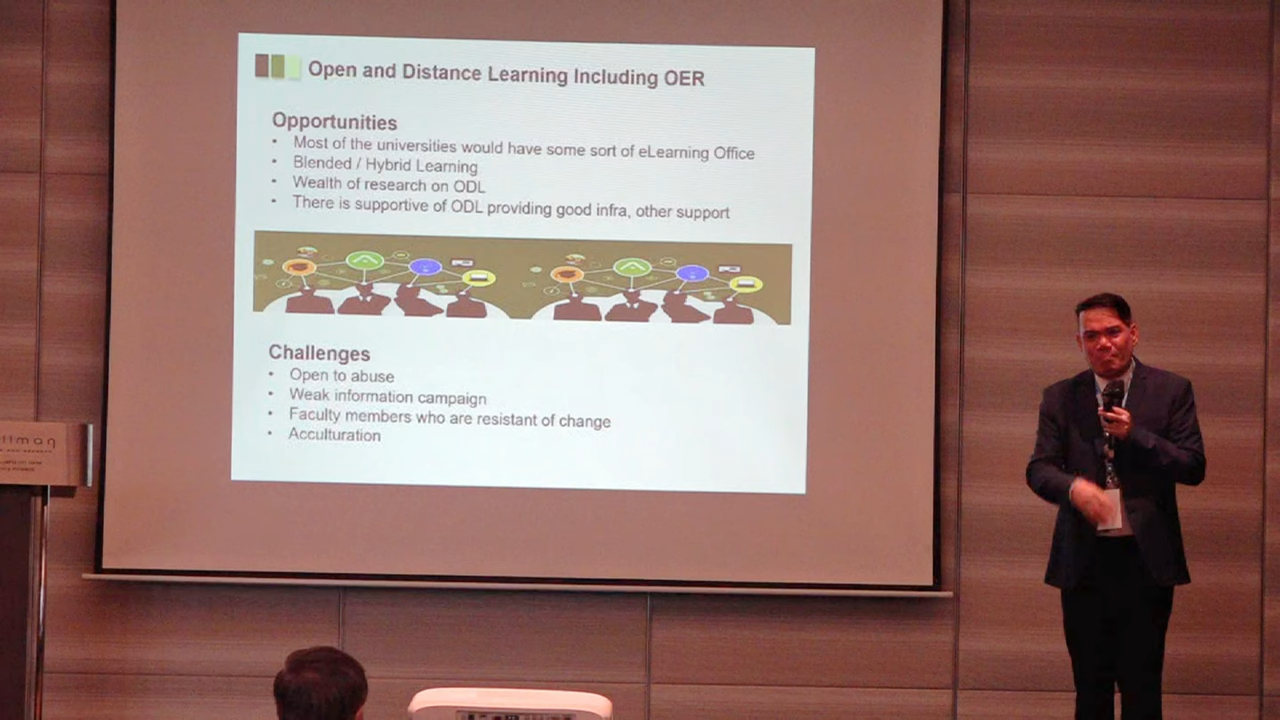 Open and Distance Learning Including OER
Opportunities
• Most of the universities would have some sort of eLearning Office
• Blended / Hybrid Learning
• Wealth of research on ODL
• There is supportive of ODL providing good infra, other support
Challenges
• Open to abuse
• Weak information campaign
• Faculty members who are resistant of change
• Acculturation